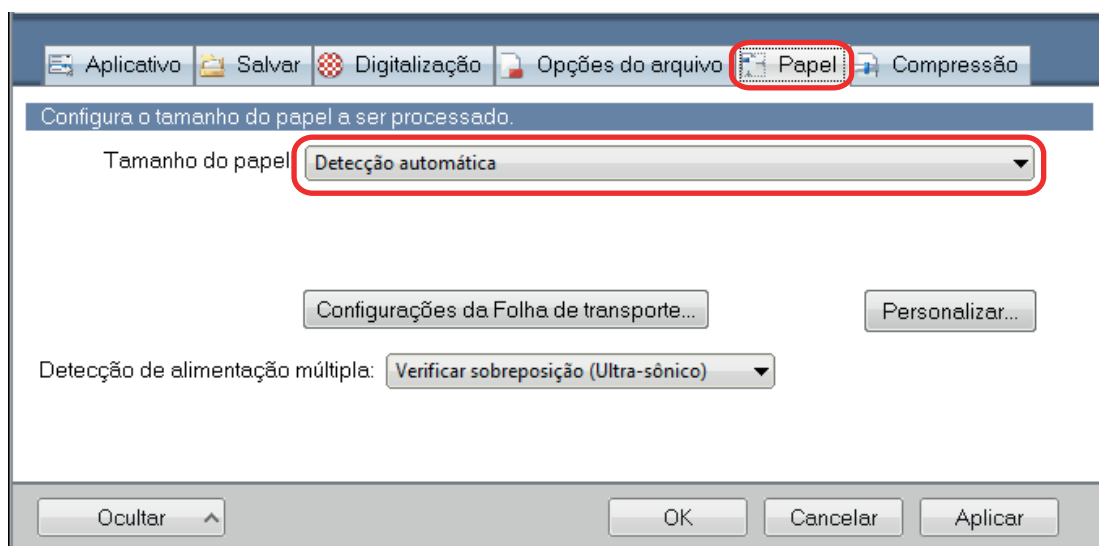 Aplicativo Salvar Digitalização Opções do arquivo Papel Compressão
Configura o tamanho do papel a ser processado.
Tamanho do papel: Detecção automática
Configurações da Folha de transporte... Personalizar...
Detecção de alimentação múltipla: Verificar sobreposição (Ultra-sônico)
Ocultar OK Cancelar Aplicar